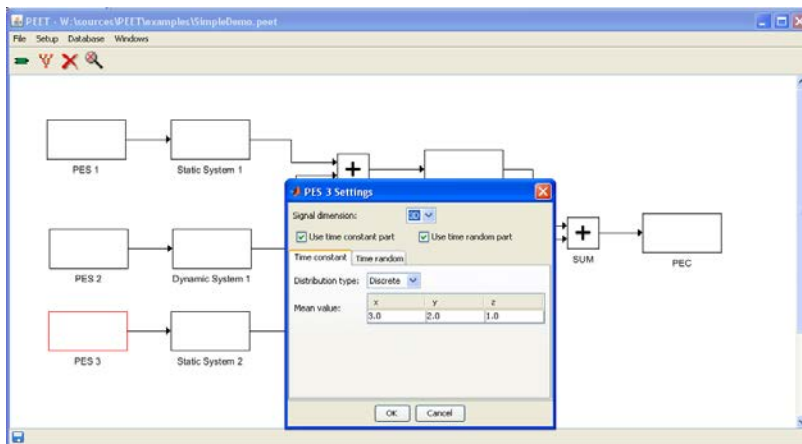 PEET - W:\sources\PEET\examples\SimpleDemo.peet
File Setup Database Windows
PES 1
Static System 1
+
PES 3 Settings
Signal dimension:
3D
Use time constant part
Use time random part
Time constant
Time random
Distribution type:
Discrete
Mean value:
x y z
3.0 2.0 1.0
OK
Cancel
PES 2
Dynamic System 1
+
SUM
PEC
PES 3
Static System 2